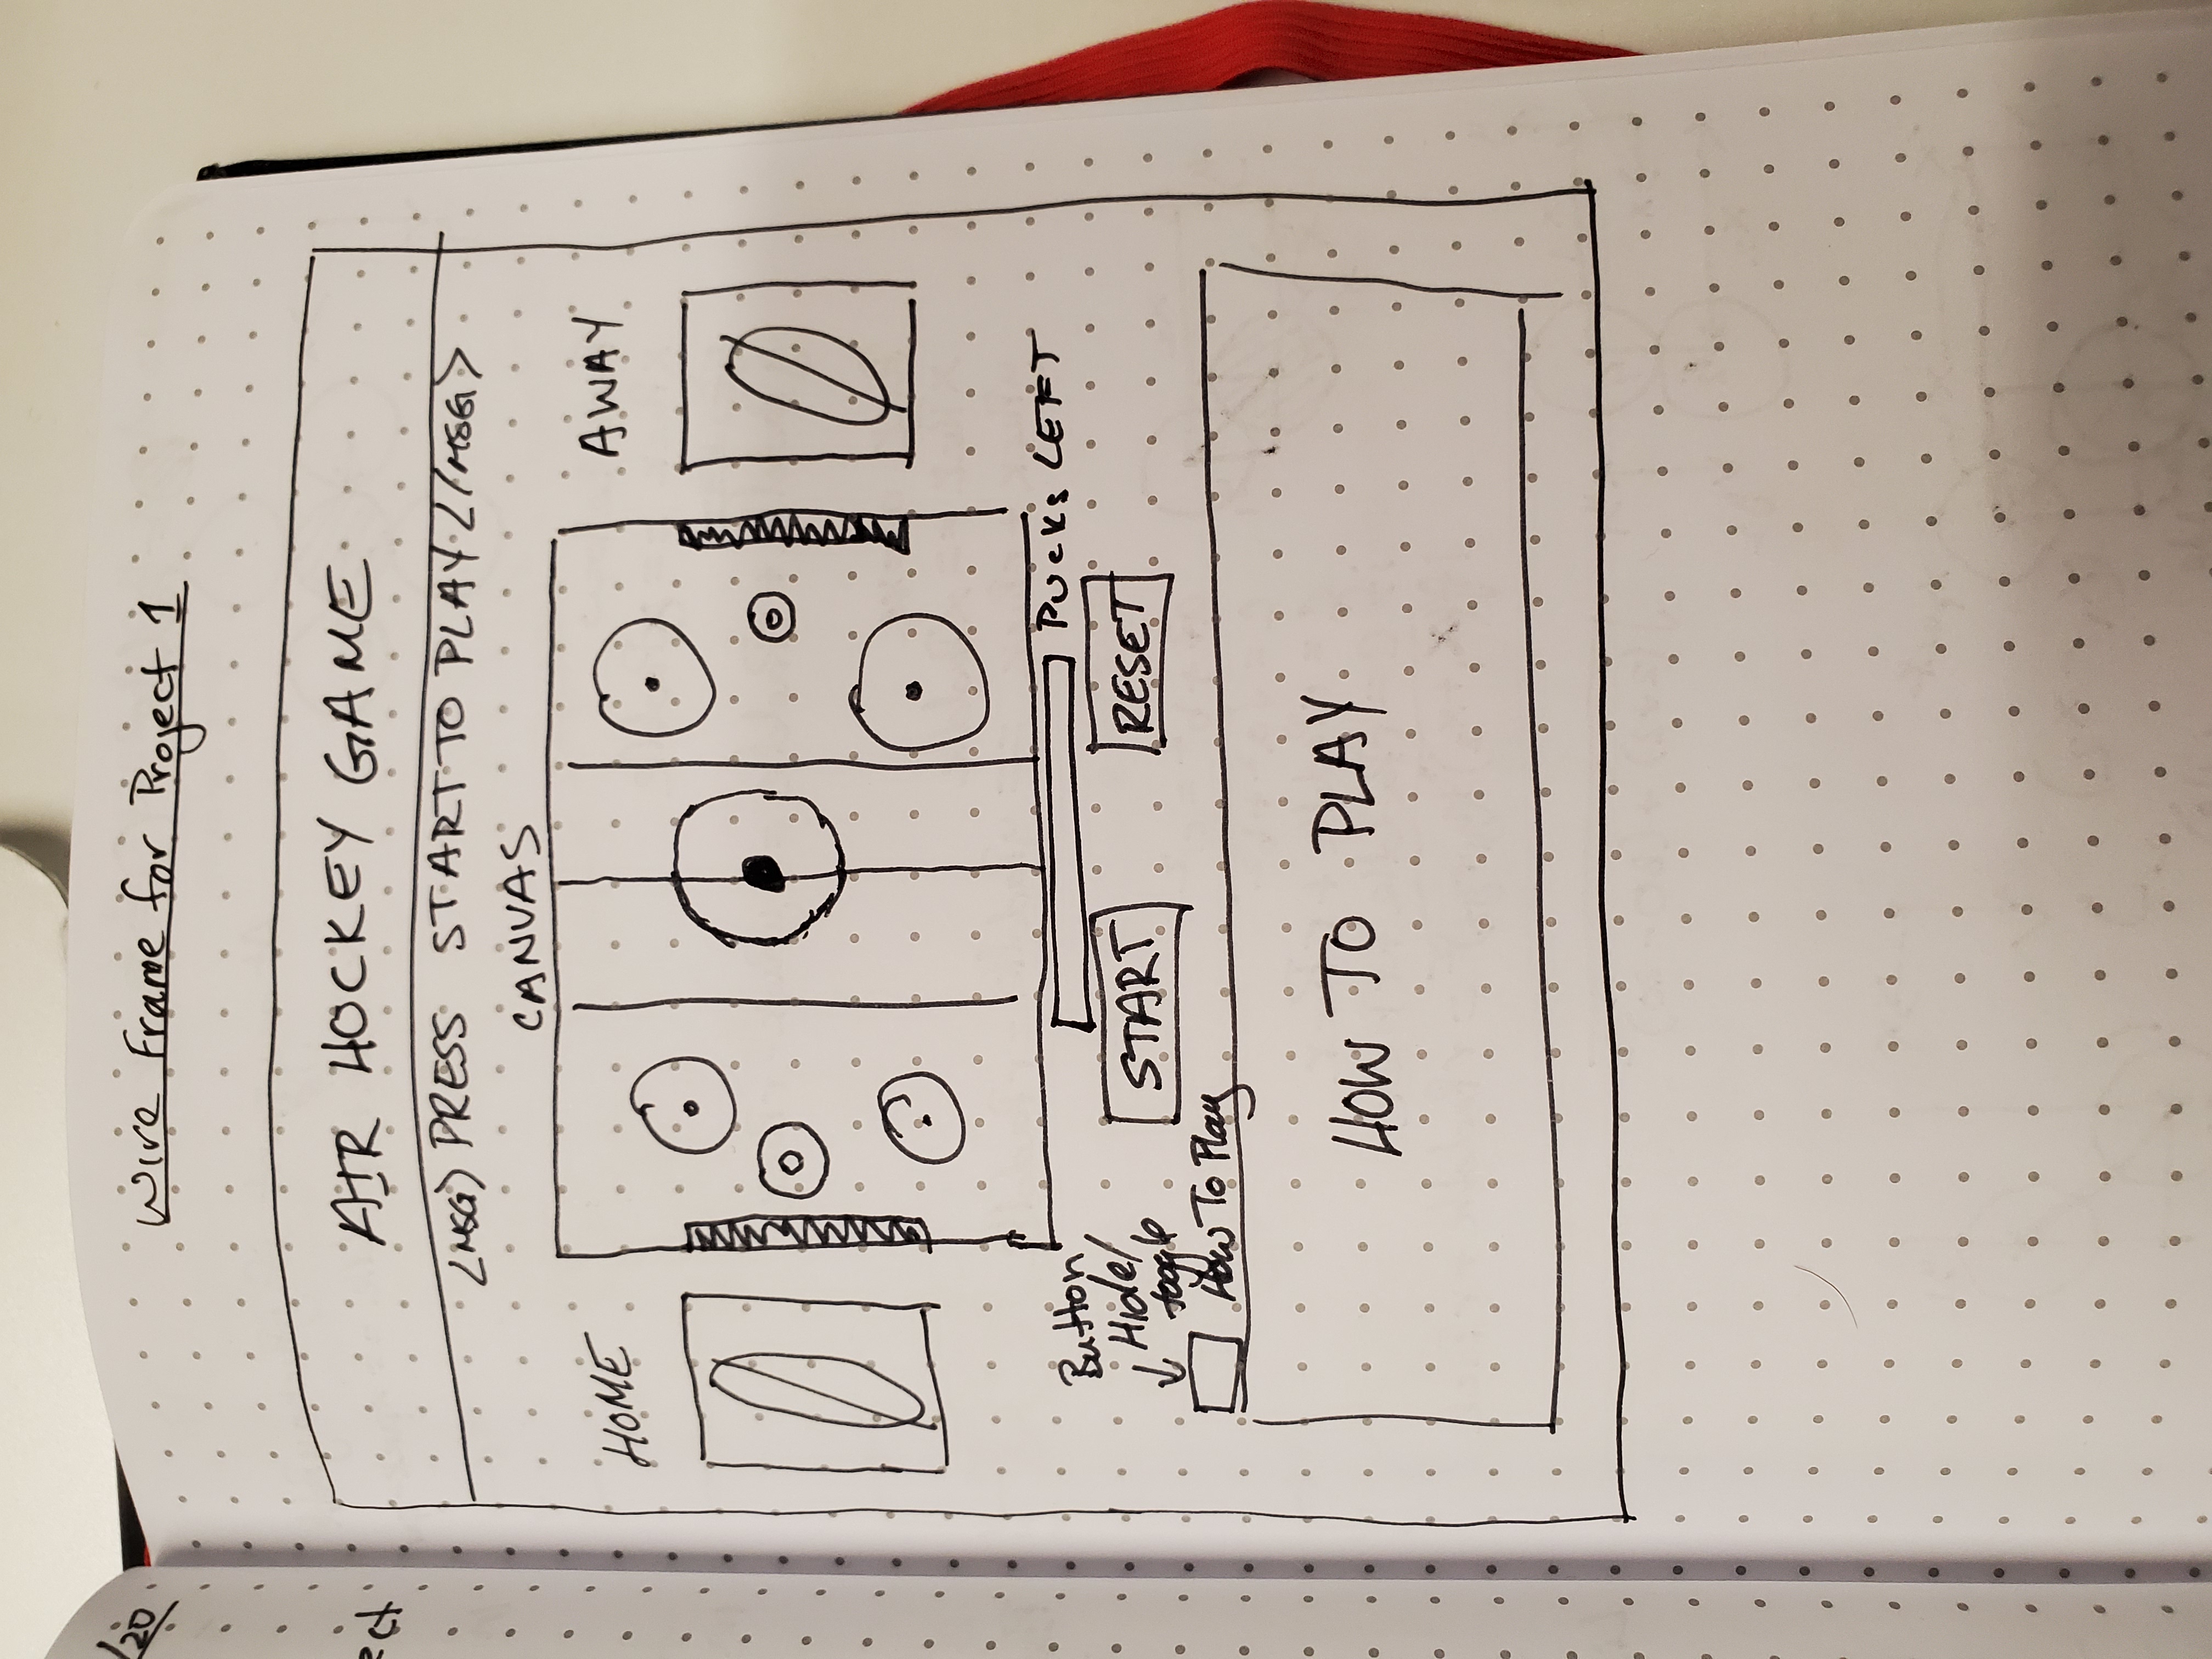 /20
ect
Wire Frame for Project 1
AIR HOCKEY GAME
<MSG> PRESS START TO PLAY </MSG>
CANVAS
HOME
AWAY
0
0
PUCKs LEFT
Button
Hide/
toggle
START
RESET
How To Play
HOW TO PLAY